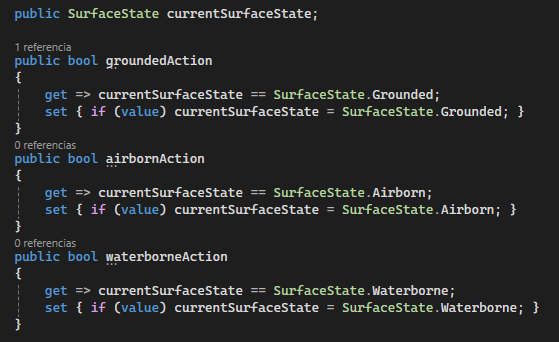 public SurfaceState currentSurfaceState;
1 referencia
public bool groundedAction
{
get => currentSurfaceState == SurfaceState.Grounded;
set { if (value) currentSurfaceState = SurfaceState.Grounded; }
}
0 referencias
public bool airbornAction
{
get => currentSurfaceState == SurfaceState.Airborn;
set { if (value) currentSurfaceState = SurfaceState.Airborn; }
}
0 referencias
public bool waterborneAction
{
get => currentSurfaceState == SurfaceState.Waterborne;
set { if (value) currentSurfaceState = SurfaceState.Waterborne; }
}